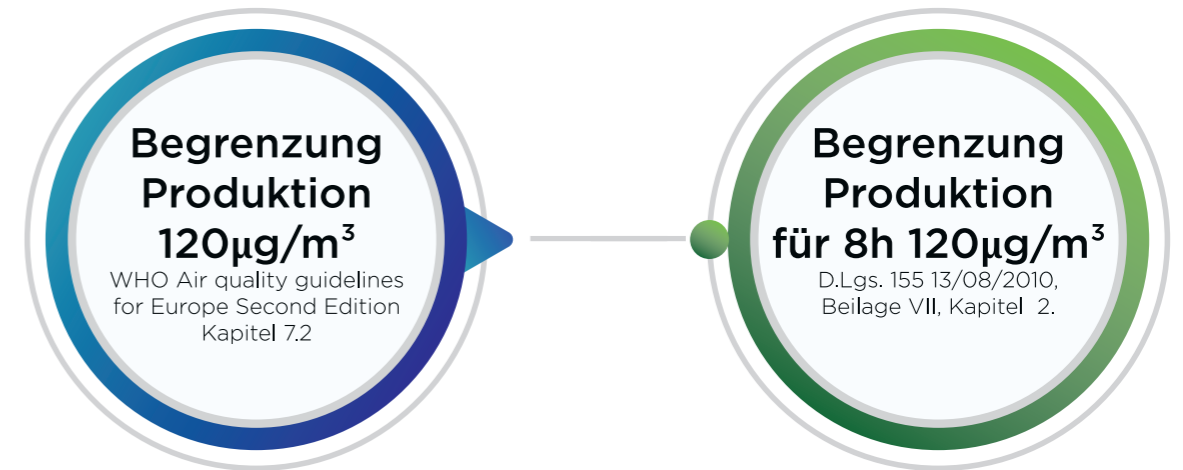 Begrenzung
Produktion
120µg/m³
WHO Air quality guidelines
for Europe Second Edition
Kapitel 7.2
Begrenzung
Produktion
für 8h 120µg/m³
D.Lgs. 155 13/08/2010,
Beilage VII, Kapitel 2.